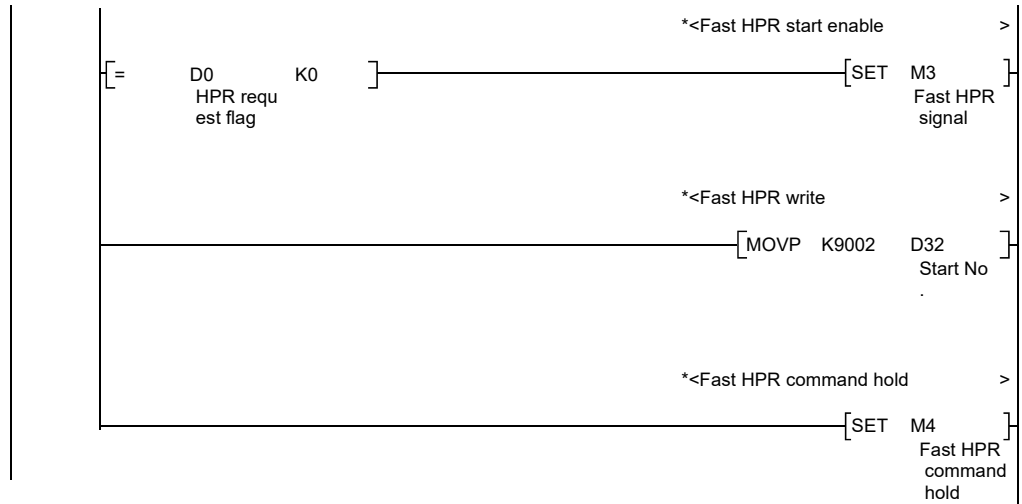 *<Fast HPR start enable >
[= D0 K0 ] [SET M3 ]
HPR requ Fast HPR
est flag signal
*<Fast HPR write >
[MOVP K9002 D32 ]
Start No
.
*<Fast HPR command hold >
[SET M4 ]
Fast HPR
command
hold